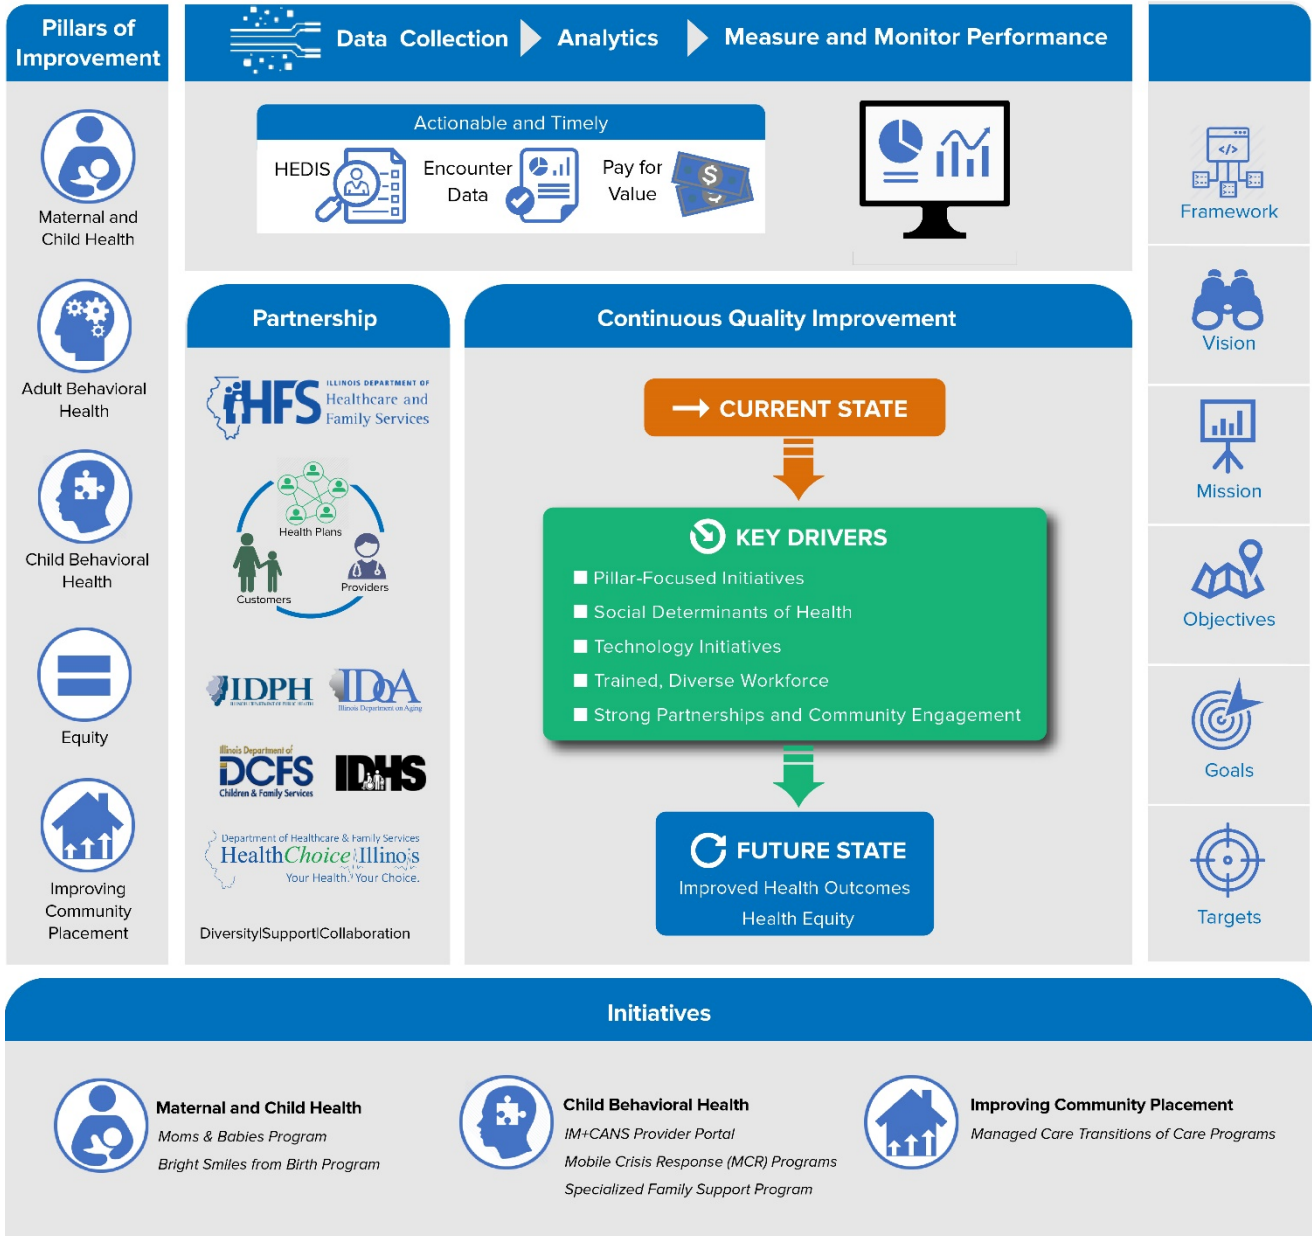 Pillars of
Improvement
Maternal and
Child Health
Adult Behavioral
Health
Child Behavioral
Health
Equity
Improving
Community
Placement
Data Collection
Analytics
Measure and Monitor Performance
Actionable and Timely
HEDIS
Encounter
Data
Pay for
Value
$
$
Partnership
HFS
ILLINOIS DEPARTMENT OF
Healthcare and
Family Services
Health Plans
Customers
Providers
IDPH
ILLINOIS DEPARTMENT OF PUBLIC HEALTH
IDoA
Illinois Department on Aging
Illinois Department of
DCFS
Children & Family Services
IDHS
Department of Healthcare & Family Services
HealthChoice Illinois
Your Health. Your Choice.
Diversity|Support|Collaboration
Continuous Quality Improvement
CURRENT STATE
KEY DRIVERS
Pillar-Focused Initiatives
Social Determinants of Health
Technology Initiatives
Trained, Diverse Workforce
Strong Partnerships and Community Engagement
FUTURE STATE
Improved Health Outcomes
Health Equity
</>
Framework
Vision
Mission
Objectives
Goals
Targets
Initiatives
Maternal and Child Health
Moms & Babies Program
Bright Smiles from Birth Program
Child Behavioral Health
IM+CANS Provider Portal
Mobile Crisis Response (MCR) Programs
Specialized Family Support Program
Improving Community Placement
Managed Care Transitions of Care Programs